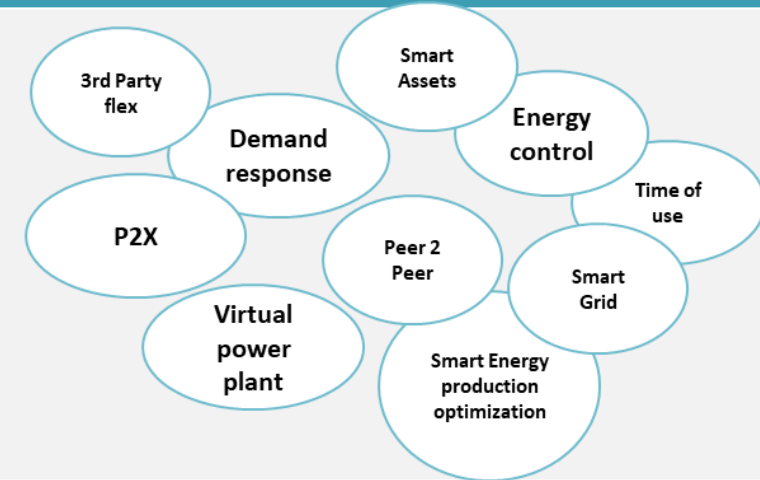 3rd Party
flex
Smart
Assets
Demand
response
Energy
control
Time of
use
P2X
Peer 2
Peer
Smart
Grid
Virtual
power
plant
Smart Energy
production
optimization